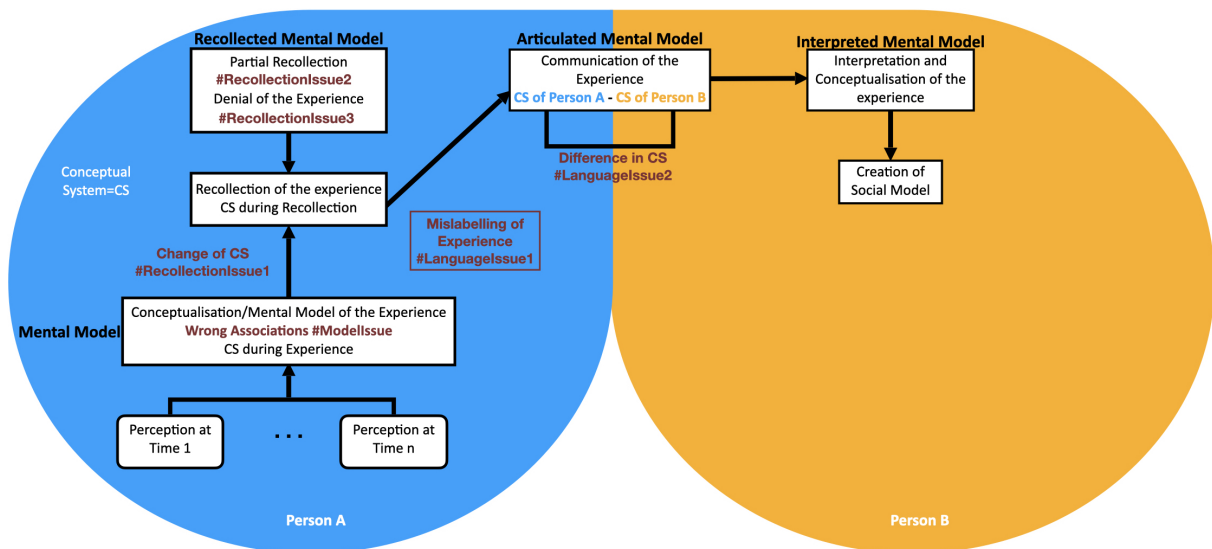 Recollected Mental Model
Partial Recollection
#RecollectionIssue2
Denial of the Experience
#RecollectionIssue3
Articulated Mental Model
Communication of the
Experience
CS of Person A - CS of Person B
Interpreted Mental Model
Interpretation and
Conceptualisation of the
experience
Difference in CS
#LanguageIssue2
Creation of
Social Model
Conceptual
System=CS
Recollection of the experience
CS during Recollection
Mislabelling of
Experience
#LanguageIssue1
Change of CS
#RecollectionIssue1
Mental Model
Conceptualisation/Mental Model of the Experience
Wrong Associations #ModelIssue
CS during Experience
Perception at
Time 1
. . .
Perception at
Time n
Person A
Person B